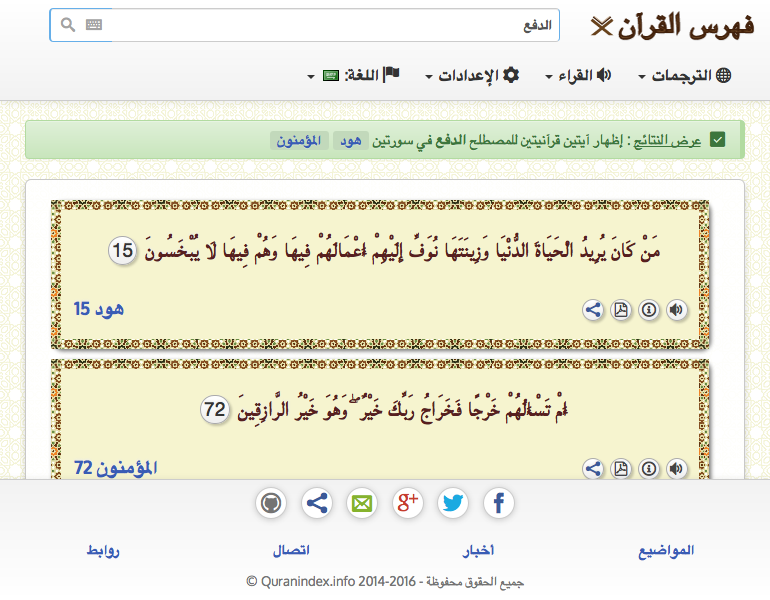 فهرس القرآن
الدفع
الترجمات
القراء
الإعدادات
اللغة:
عرض النتائج : إظهار آيتين قرآنيتين للمصطلح الدفع في سورتين هود المؤمنون
مَنْ كَانَ يُرِيدُ الْحَيَاةَ الدُّنْيَا وَزِينَتَهَا نُوَفِّ إِلَيْهِمْ أَعْمَالَهُمْ فِيهَا وَهُمْ فِيهَا لَا يُبْخَسُونَ 15
هود 15
أَمْ تَسْأَلُهُمْ خَرْجًا فَخَرَاجُ رَبِّكَ خَيْرٌ ۖ وَهُوَ خَيْرُ الرَّازِقِينَ 72
المؤمنون 72
المواضيع
أخبار
اتصال
روابط
جميع الحقوق محفوظة - Quranindex.info 2014-2016 ©